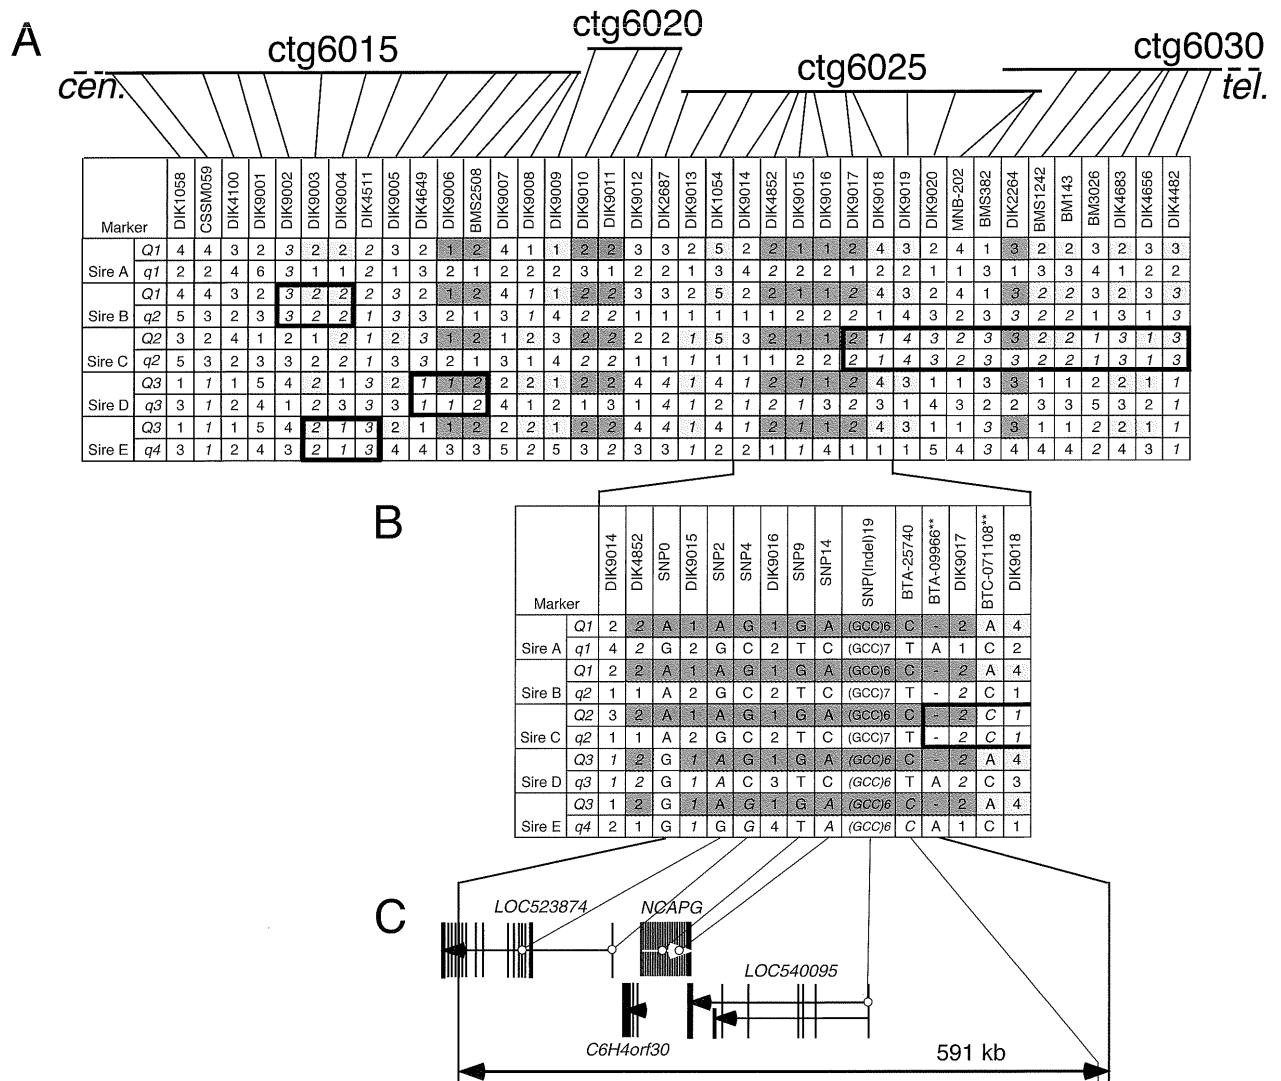 A
cen.
ctg6015
ctg6020
ctg6025
ctg6030
tel.
Marker DIK1058 CSSM059 DIK4100 DIK9001 DIK9002 DIK9003 DIK9004 DIK4511 DIK9005 DIK4649 DIK9006 BMS2508 DIK9007 DIK9008 DIK9009 DIK9010 DIK9011 DIK9012 DIK2687 DIK9013 DIK1054 DIK9014 DIK4852 DIK9015 DIK9016 DIK9017 DIK9018 DIK9019 DIK9020 MNB-202 BMS382 DIK2264 BMS1242 BM143 BM3026 DIK4683 DIK4656 DIK4482
Q1 4 4 3 2 3 2 2 2 3 2 1 2 4 1 1 2 2 3 3 2 5 2 2 1 1 2 4 3 2 4 1 3 2 2 3 2 3 3
Sire A q1 2 2 4 6 3 1 1 2 1 3 2 1 2 2 2 3 1 2 2 1 3 4 2 2 2 1 2 2 1 1 3 1 3 3 4 1 2 2
Q1 4 4 3 2 3 2 2 2 3 2 1 2 4 1 1 2 2 3 3 2 5 2 2 1 1 2 4 3 2 4 1 3 2 2 3 2 3 3
Sire B q2 5 3 2 3 3 2 2 1 3 3 2 1 3 1 4 2 2 1 1 1 1 1 1 2 2 2 1 4 3 2 3 3 2 2 1 3 1 3
Q2 3 2 4 1 2 1 2 1 2 3 1 2 1 2 3 2 2 2 2 1 5 3 2 1 1 2 1 4 3 2 3 3 2 2 1 3 1 3
Sire C q2 5 3 2 3 3 2 2 1 3 3 2 1 3 1 4 2 2 1 1 1 1 1 1 2 2 2 1 4 3 2 3 3 2 2 1 3 1 3
Q3 1 1 1 5 4 2 1 3 2 1 1 2 2 2 1 2 2 4 4 1 4 1 2 1 1 2 4 3 1 1 3 3 1 1 2 2 1 1
Sire D q3 3 1 2 4 1 2 3 3 3 1 1 2 4 1 2 1 3 1 4 1 2 1 2 1 3 2 3 1 4 3 2 2 3 3 5 3 2 1
Q3 1 1 1 5 4 2 1 3 2 1 1 2 2 2 1 2 2 4 4 1 4 1 2 1 1 2 4 3 1 1 3 3 1 1 2 2 1 1
Sire E q4 3 1 2 4 3 2 1 3 4 4 3 3 5 2 5 3 2 3 3 1 2 2 1 1 4 1 1 1 5 4 3 4 4 4 2 4 3 1
B
Marker DIK9014 DIK4852 SNP0 DIK9015 SNP2 SNP4 DIK9016 SNP9 SNP14 SNP(Indel)19 BTA-25740 BTA-09966** DIK9017 BTC-071108** DIK9018
Q1 2 2 A 1 A G 1 G A (GCC)6 C - 2 A 4
Sire A q1 4 2 G 2 G C 2 T C (GCC)7 T A 1 C 2
Q1 2 2 A 1 A G 1 G A (GCC)6 C - 2 A 4
Sire B q2 1 1 A 2 G C 2 T C (GCC)7 T - 2 C 1
Q2 3 2 A 1 A G 1 G A (GCC)6 C - 2 C 1
Sire C q2 1 1 A 2 G C 2 T C (GCC)7 T - 2 C 1
Q3 1 2 G 1 A G 1 G A (GCC)6 C - 2 A 4
Sire D q3 1 2 G 1 A C 3 T C (GCC)6 T A 2 C 3
Q3 1 2 G 1 A G 1 G A (GCC)6 C - 2 A 4
Sire E q4 2 1 G 1 G G 4 T A (GCC)6 C A 1 C 1
C
LOC523874
NCAPG
LOC540095
C6H4orf30
591 kb